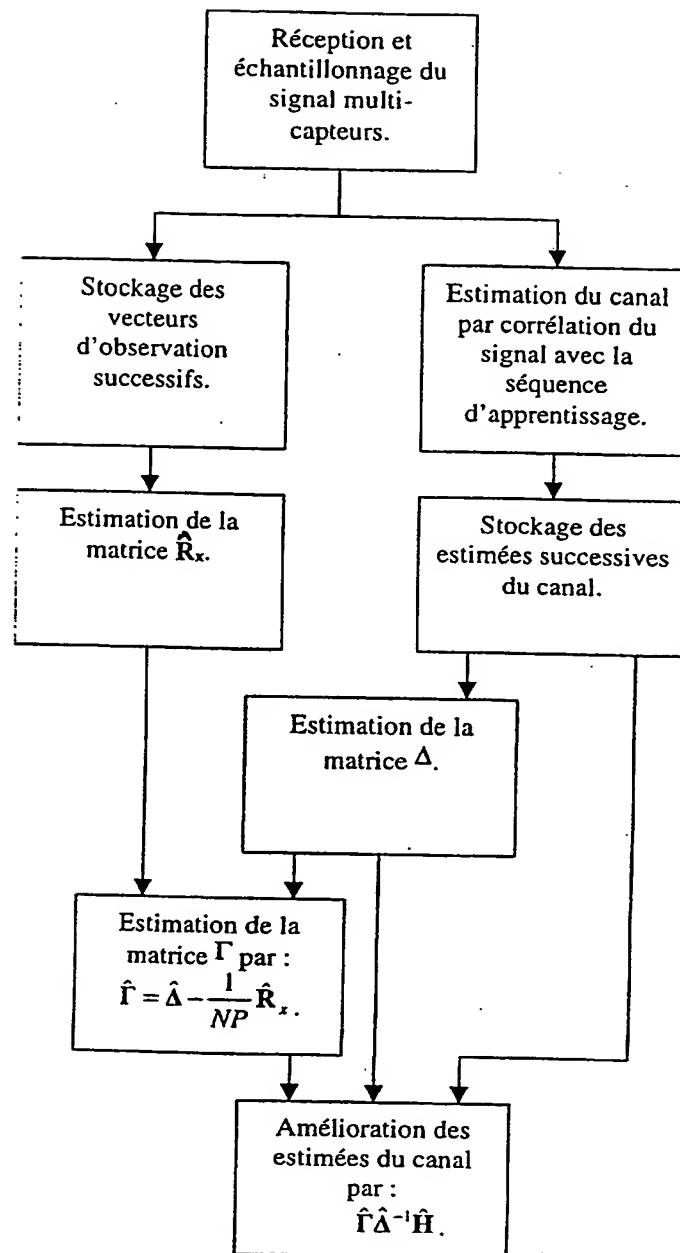 Réception et
échantillonnage du
signal multi-
capteurs.
Stockage des
vecteurs
d'observation
successifs.
Estimation du canal
par corrélation du
signal avec la
séquence
d'apprentissage.
Estimation de la
matrice R̂x.
Stockage des
estimées successives
du canal.
Estimation de la
matrice Δ.
Estimation de la
matrice Γ par :
Γ̂ = Δ̂ - 1/NP R̂x.
Amélioration des
estimées du canal
par :
Γ̂Δ̂⁻¹Ĥ.